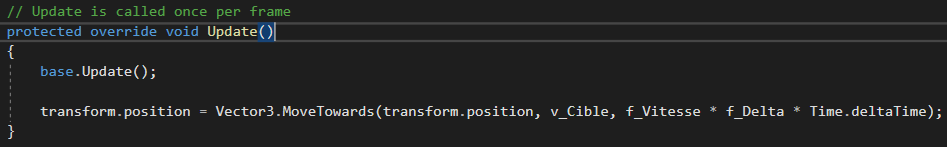 // Update is called once per frame
protected override void Update()
{
base.Update();
transform.position = Vector3.MoveTowards(transform.position, v_Cible, f_Vitesse * f_Delta * Time.deltaTime);
}